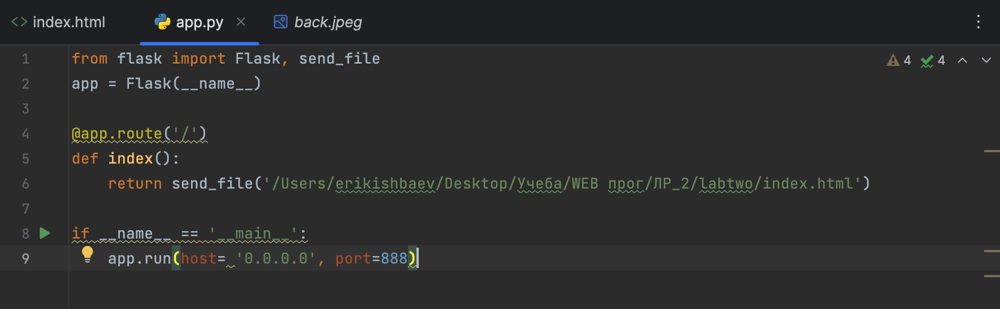 index.html app.py back.jpeg
1 from flask import Flask, send_file 4 4
2 app = Flask(__name__)
3
4 @app.route('/')
5 def index():
6 return send_file('/Users/erikishbaev/Desktop/Учеба/WEB прог/ЛР_2/labtwo/index.html')
7
8 if __name__ == '__main__':
9 app.run(host= '0.0.0.0', port=888)